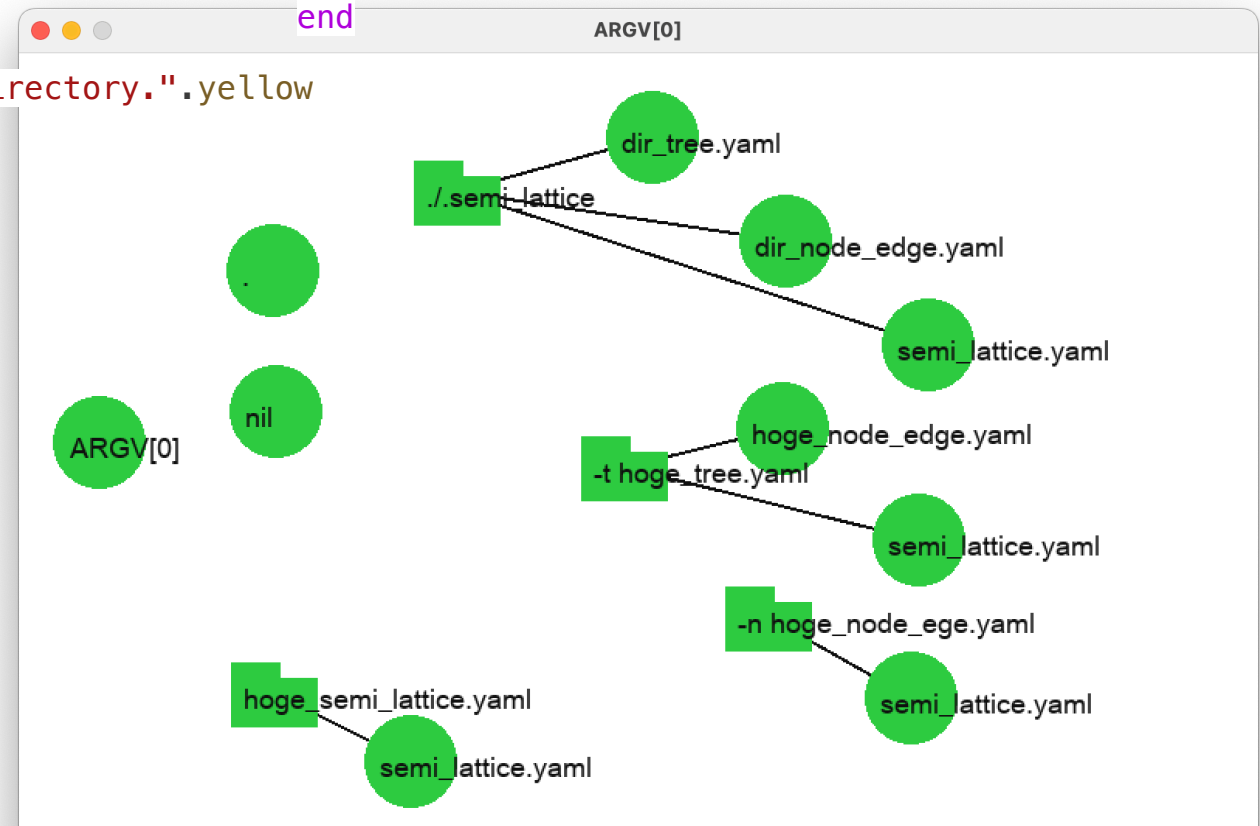 end
ARGV[0]
irectory.".yellow
dir_tree.yaml
./.semi_lattice
dir_node_edge.yaml
.
semi_lattice.yaml
nil
hoge_node_edge.yaml
ARGV[0]
-t hoge_tree.yaml
semi_lattice.yaml
-n hoge_node_ege.yaml
hoge_semi_lattice.yaml
semi_lattice.yaml
semi_lattice.yaml